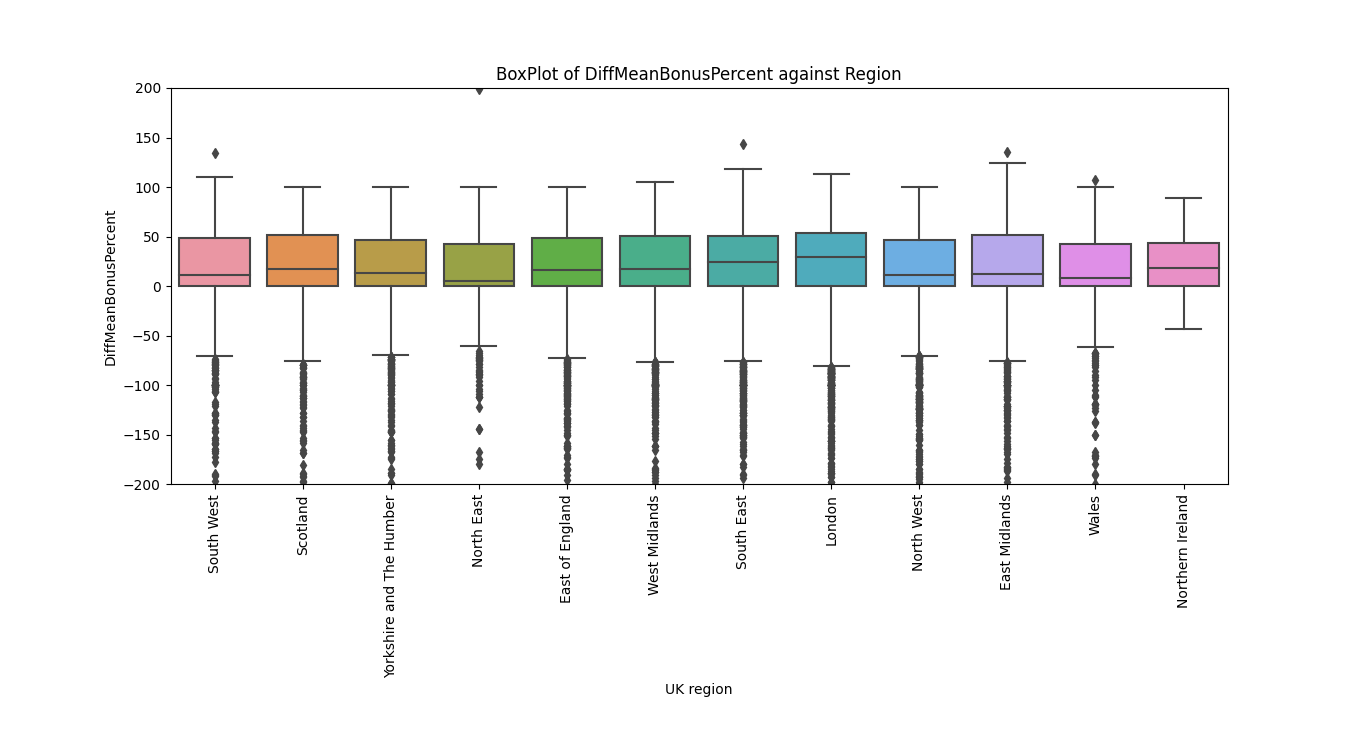 BoxPlot of DiffMeanBonusPercent against Region
200
150
100
50
0
−50
−100
−150
−200
DiffMeanBonusPercent
South West
Scotland
Yorkshire and The Humber
North East
East of England
West Midlands
South East
London
North West
East Midlands
Wales
Northern Ireland
UK region